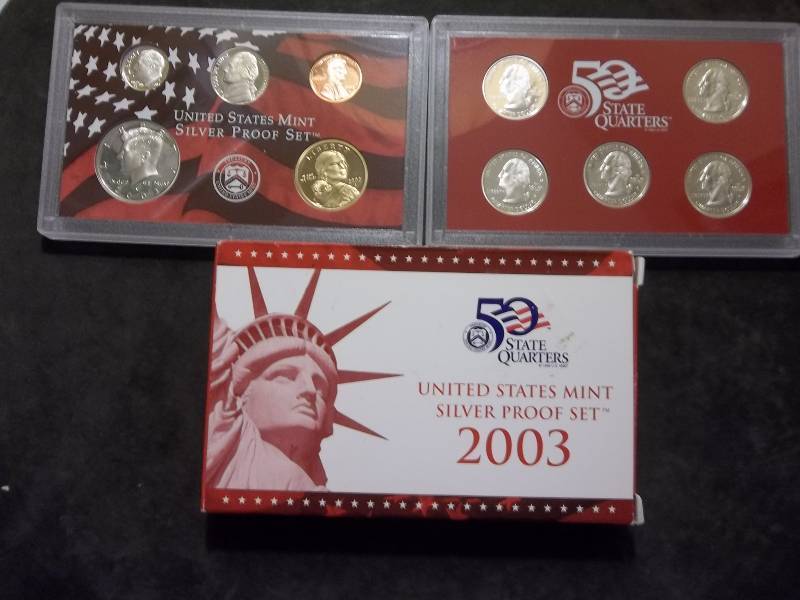 UNITED STATES MINT
SILVER PROOF SET™
LIBERTY
50
STATE
QUARTERS
50
STATE
QUARTERS
UNITED STATES MINT
SILVER PROOF SET™
2003